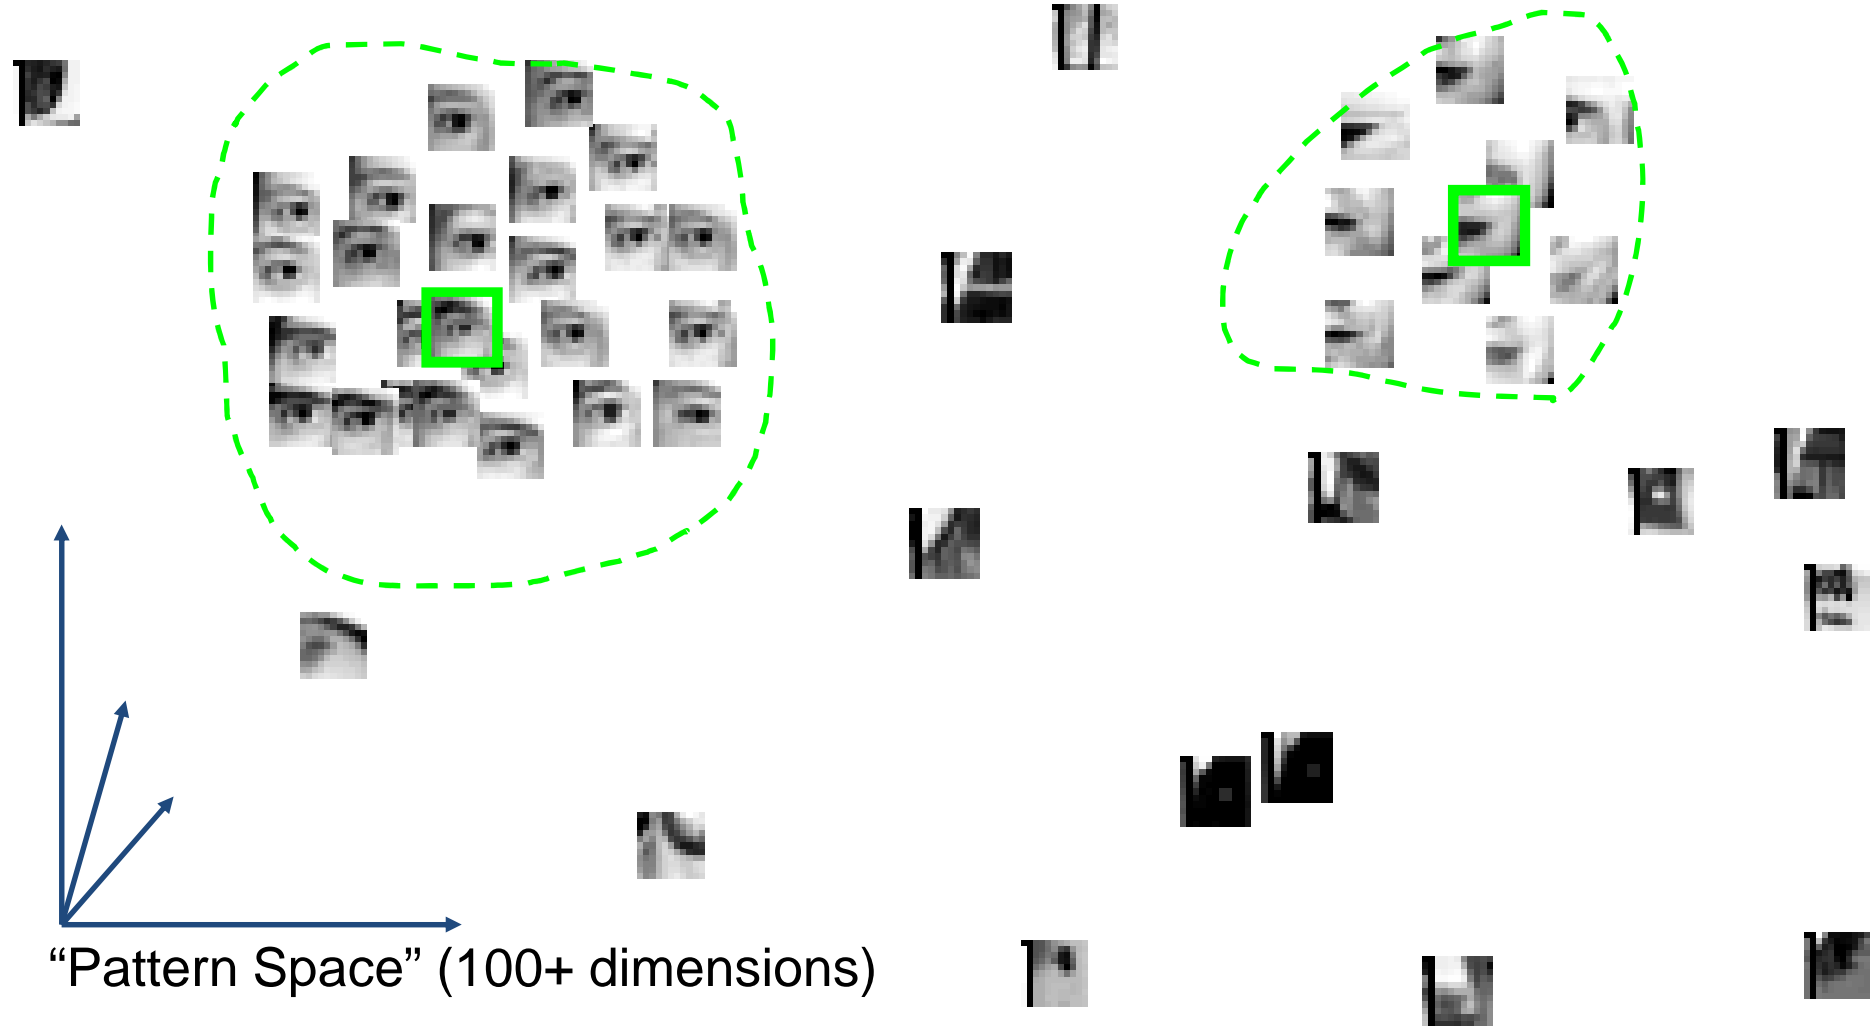 “Pattern Space” (100+ dimensions)